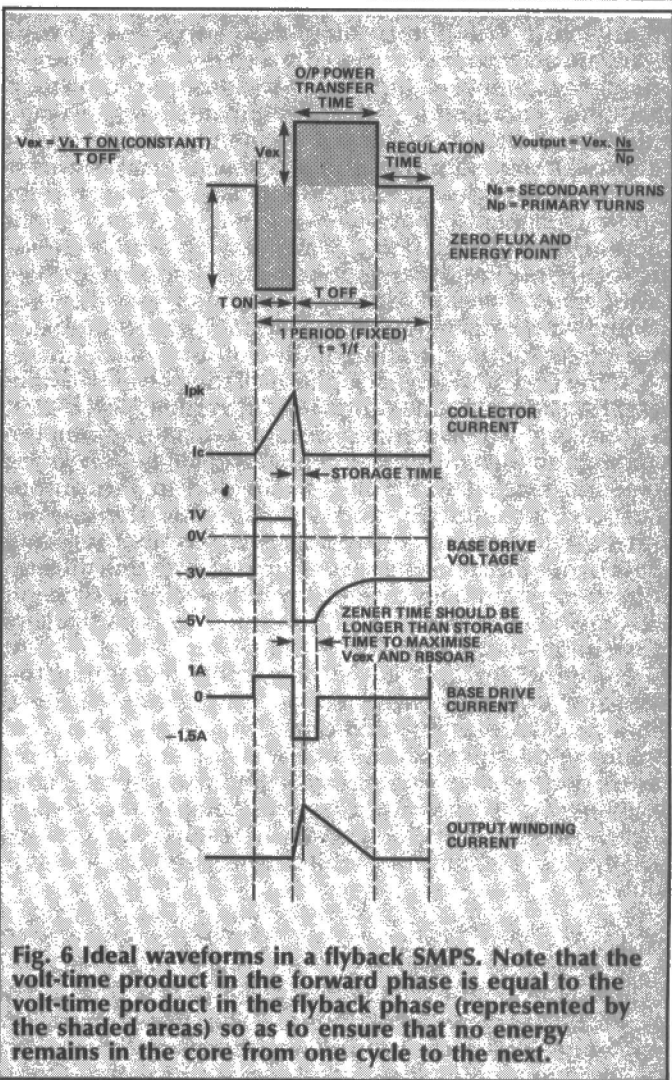 O/P POWER
TRANSFER
TIME
Vex = Vs. T ON (CONSTANT)
T OFF
Vex
REGULATION
TIME
Voutput = Vex. Ns
Np
Ns = SECONDARY TURNS
Np = PRIMARY TURNS
ZERO FLUX AND
ENERGY POINT
T ON
T OFF
1 PERIOD (FIXED)
t = 1/f
Ipk
COLLECTOR
CURRENT
Ic
STORAGE TIME
1V
0V
BASE DRIVE
VOLTAGE
-3V
-5V
ZENER TIME SHOULD BE
LONGER THAN STORAGE
TIME TO MAXIMISE
Vcex AND RBSOAR
1A
0
BASE DRIVE
CURRENT
-1.5A
OUTPUT WINDING
CURRENT
Fig. 6 Ideal waveforms in a flyback SMPS. Note that the
volt-time product in the forward phase is equal to the
volt-time product in the flyback phase (represented by
the shaded areas) so as to ensure that no energy
remains in the core from one cycle to the next.